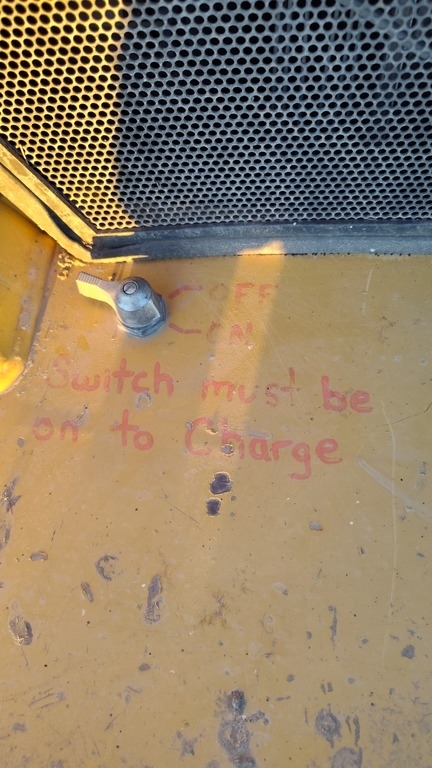 OFF
ON
Switch must be
on to Charge